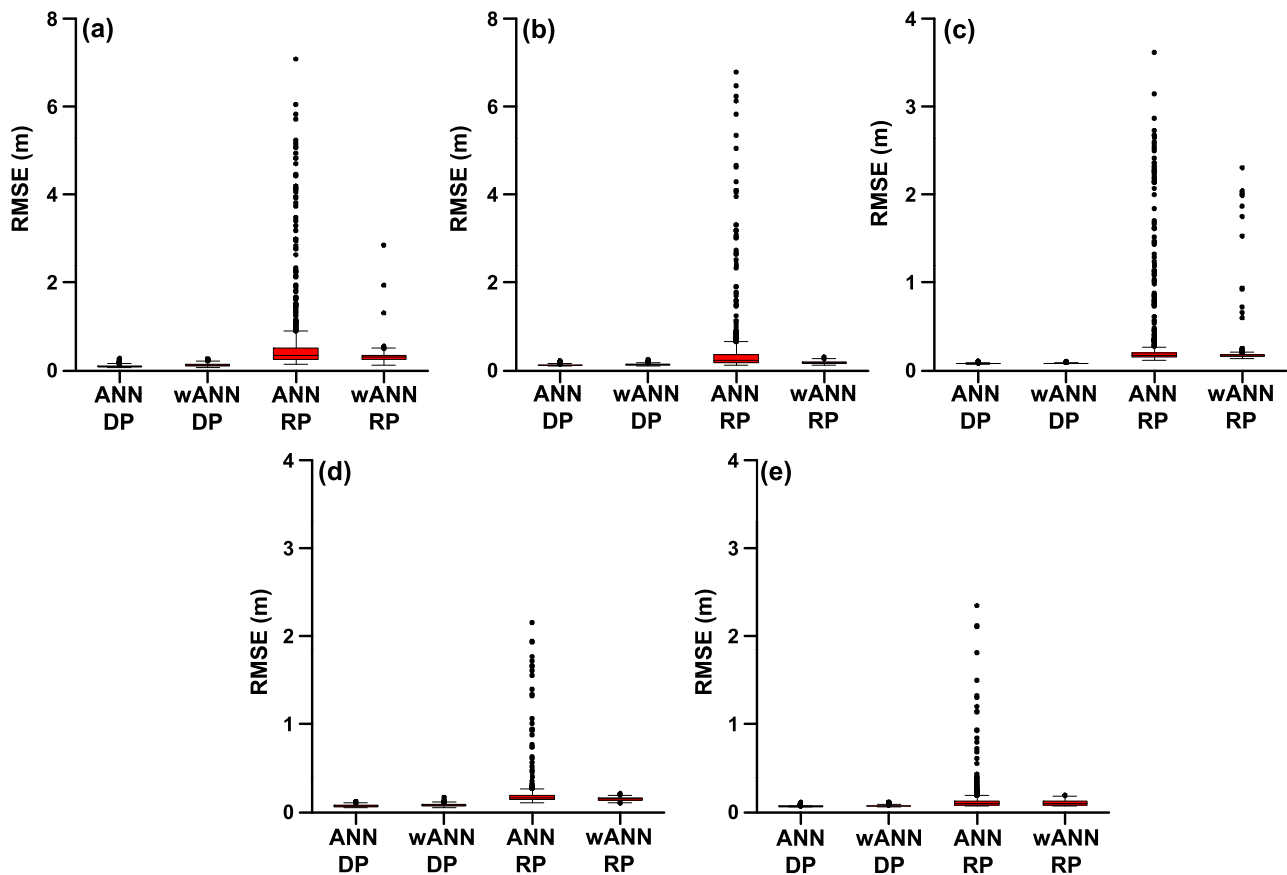 (a)
8
6
4
2
0
RMSE (m)
ANN wANN ANN wANN
DP DP RP RP
(b)
8
6
4
2
0
RMSE (m)
ANN wANN ANN wANN
DP DP RP RP
(c)
4
3
2
1
0
RMSE (m)
ANN wANN ANN wANN
DP DP RP RP
(d)
4
3
2
1
0
RMSE (m)
ANN wANN ANN wANN
DP DP RP RP
(e)
4
3
2
1
0
RMSE (m)
ANN wANN ANN wANN
DP DP RP RP